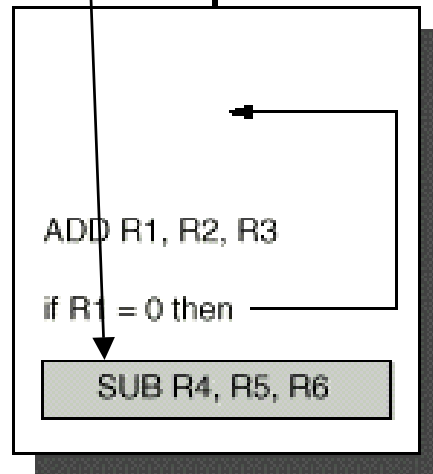 ADD R1, R2, R3
if R1 = 0 then
SUB R4, R5, R6